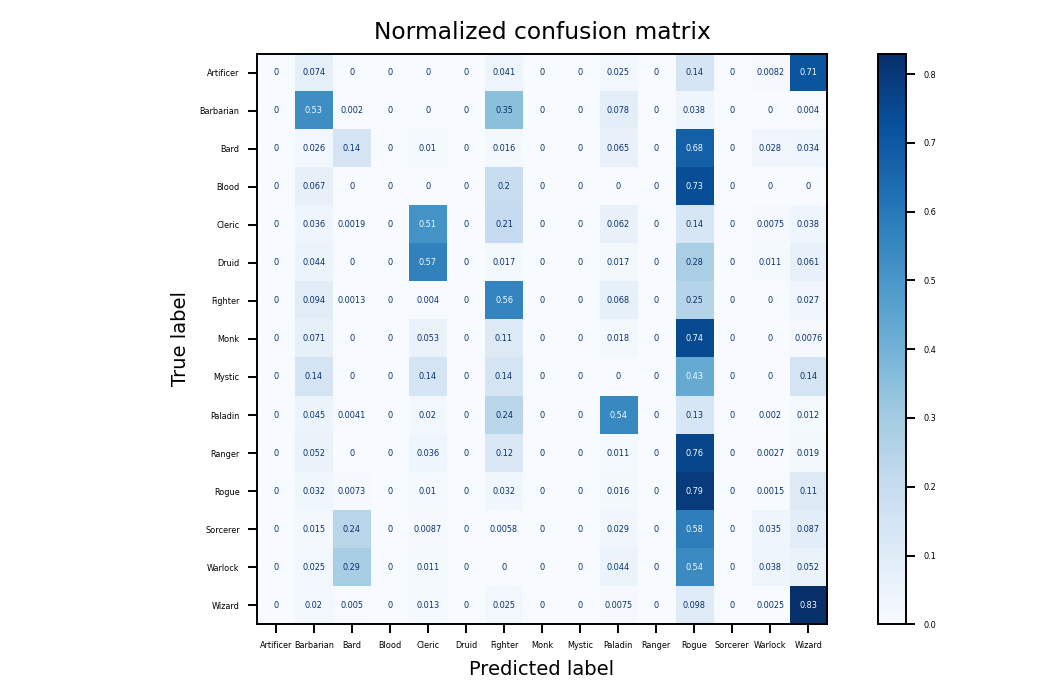 Normalized confusion matrix
Artificer 0 0.074 0 0 0 0 0.041 0 0 0.025 0 0.14 0 0.0082 0.71
Barbarian 0 0.53 0.002 0 0 0 0.35 0 0 0.078 0 0.038 0 0 0.004
Bard 0 0.026 0.14 0 0.01 0 0.016 0 0 0.065 0 0.68 0 0.028 0.034
Blood 0 0.067 0 0 0 0 0.2 0 0 0 0 0.73 0 0 0
Cleric 0 0.036 0.0019 0 0.51 0 0.21 0 0 0.062 0 0.14 0 0.0075 0.038
Druid 0 0.044 0 0 0.57 0 0.017 0 0 0.017 0 0.28 0 0.011 0.061
Fighter 0 0.094 0.0013 0 0.004 0 0.56 0 0 0.068 0 0.25 0 0 0.027
Monk 0 0.071 0 0 0.053 0 0.11 0 0 0.018 0 0.74 0 0 0.0076
Mystic 0 0.14 0 0 0.14 0 0.14 0 0 0 0 0.43 0 0 0.14
Paladin 0 0.045 0.0041 0 0.02 0 0.24 0 0 0.54 0 0.13 0 0.002 0.012
Ranger 0 0.052 0 0 0.036 0 0.12 0 0 0.011 0 0.76 0 0.0027 0.019
Rogue 0 0.032 0.0073 0 0.01 0 0.032 0 0 0.016 0 0.79 0 0.0015 0.11
Sorcerer 0 0.015 0.24 0 0.0087 0 0.0058 0 0 0.029 0 0.58 0 0.035 0.087
Warlock 0 0.025 0.29 0 0.011 0 0 0 0 0.044 0 0.54 0 0.038 0.052
Wizard 0 0.02 0.005 0 0.013 0 0.025 0 0 0.0075 0 0.098 0 0.0025 0.83
Artificer Barbarian Bard Blood Cleric Druid Fighter Monk Mystic Paladin Ranger Rogue Sorcerer Warlock Wizard
Predicted label
True label
0.8
0.7
0.6
0.5
0.4
0.3
0.2
0.1
0.0